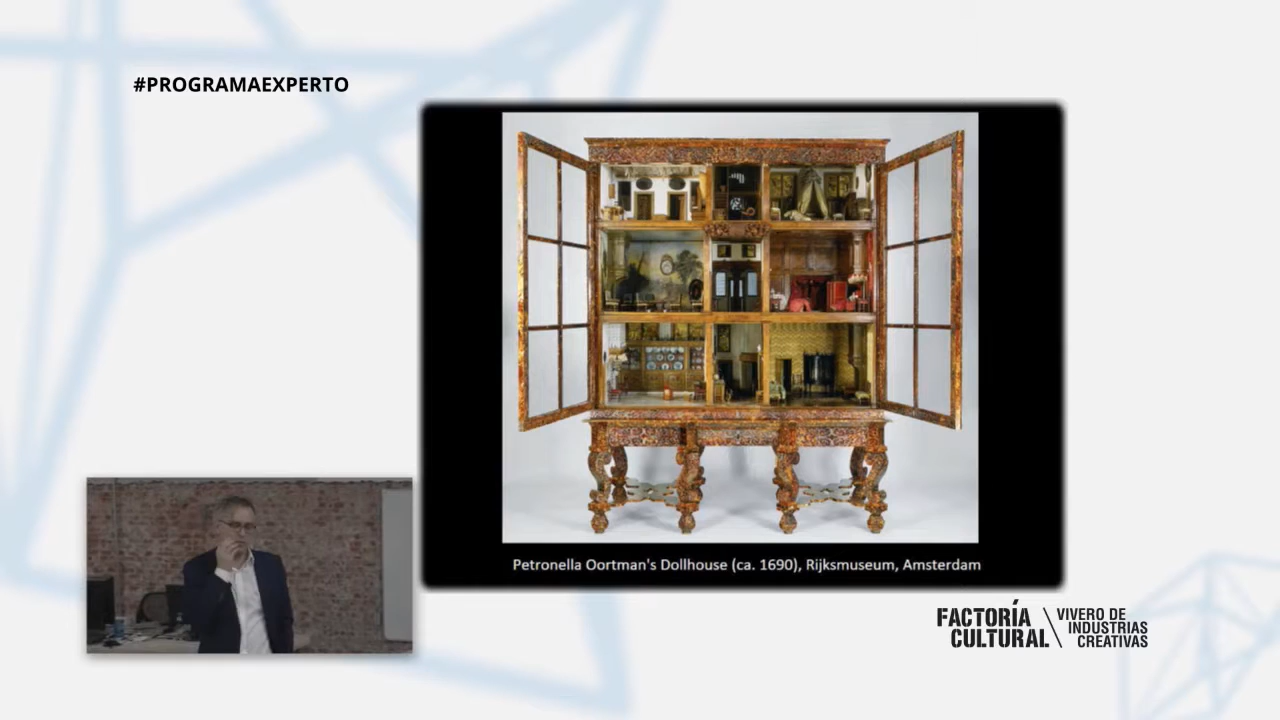 #PROGRAMAEXPERTO
Petronella Oortman's Dollhouse (ca. 1690), Rijksmuseum, Amsterdam
FACTORÍA
CULTURAL
VIVERO DE
INDUSTRIAS
CREATIVAS